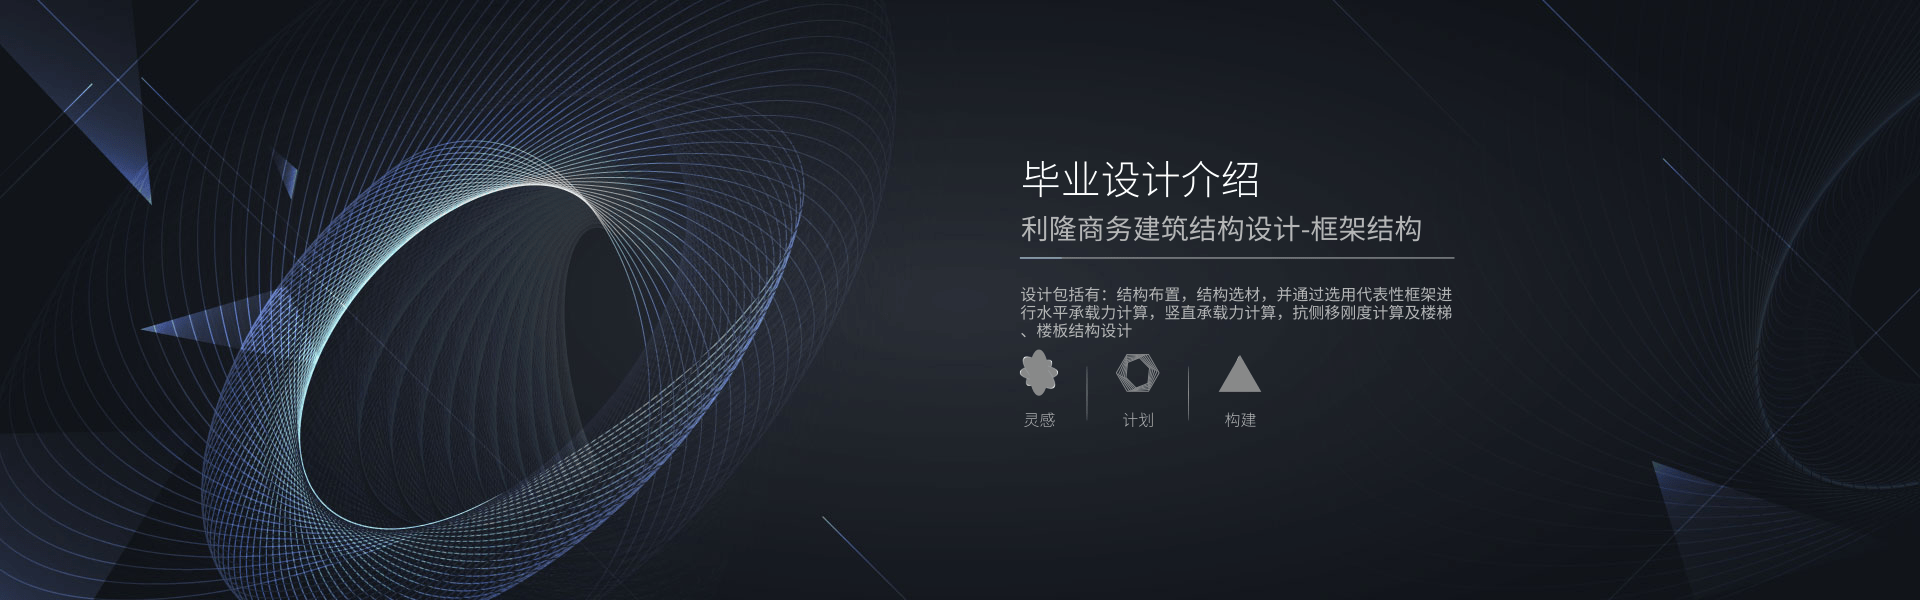 毕业设计介绍
利隆商务建筑结构设计-框架结构
设计包括有：结构布置，结构选材，并通过选用代表性框架进
行水平承载力计算，竖直承载力计算，抗侧移刚度计算及楼梯
、楼板结构设计
灵感
计划
构建